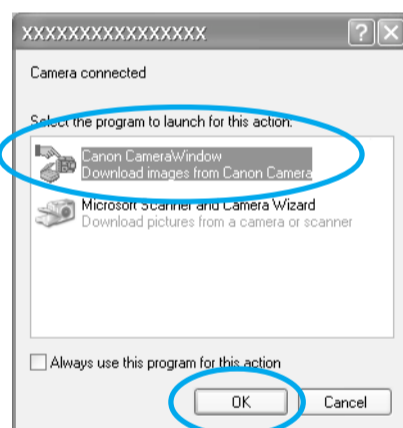 XXXXXXXXXXXXXXXX
Camera connected
Select the program to launch for this action:
Canon CameraWindow
Download images from Canon Camera
Microsoft Scanner and Camera Wizard
Download pictures from a camera or scanner
Always use this program for this action
OK Cancel